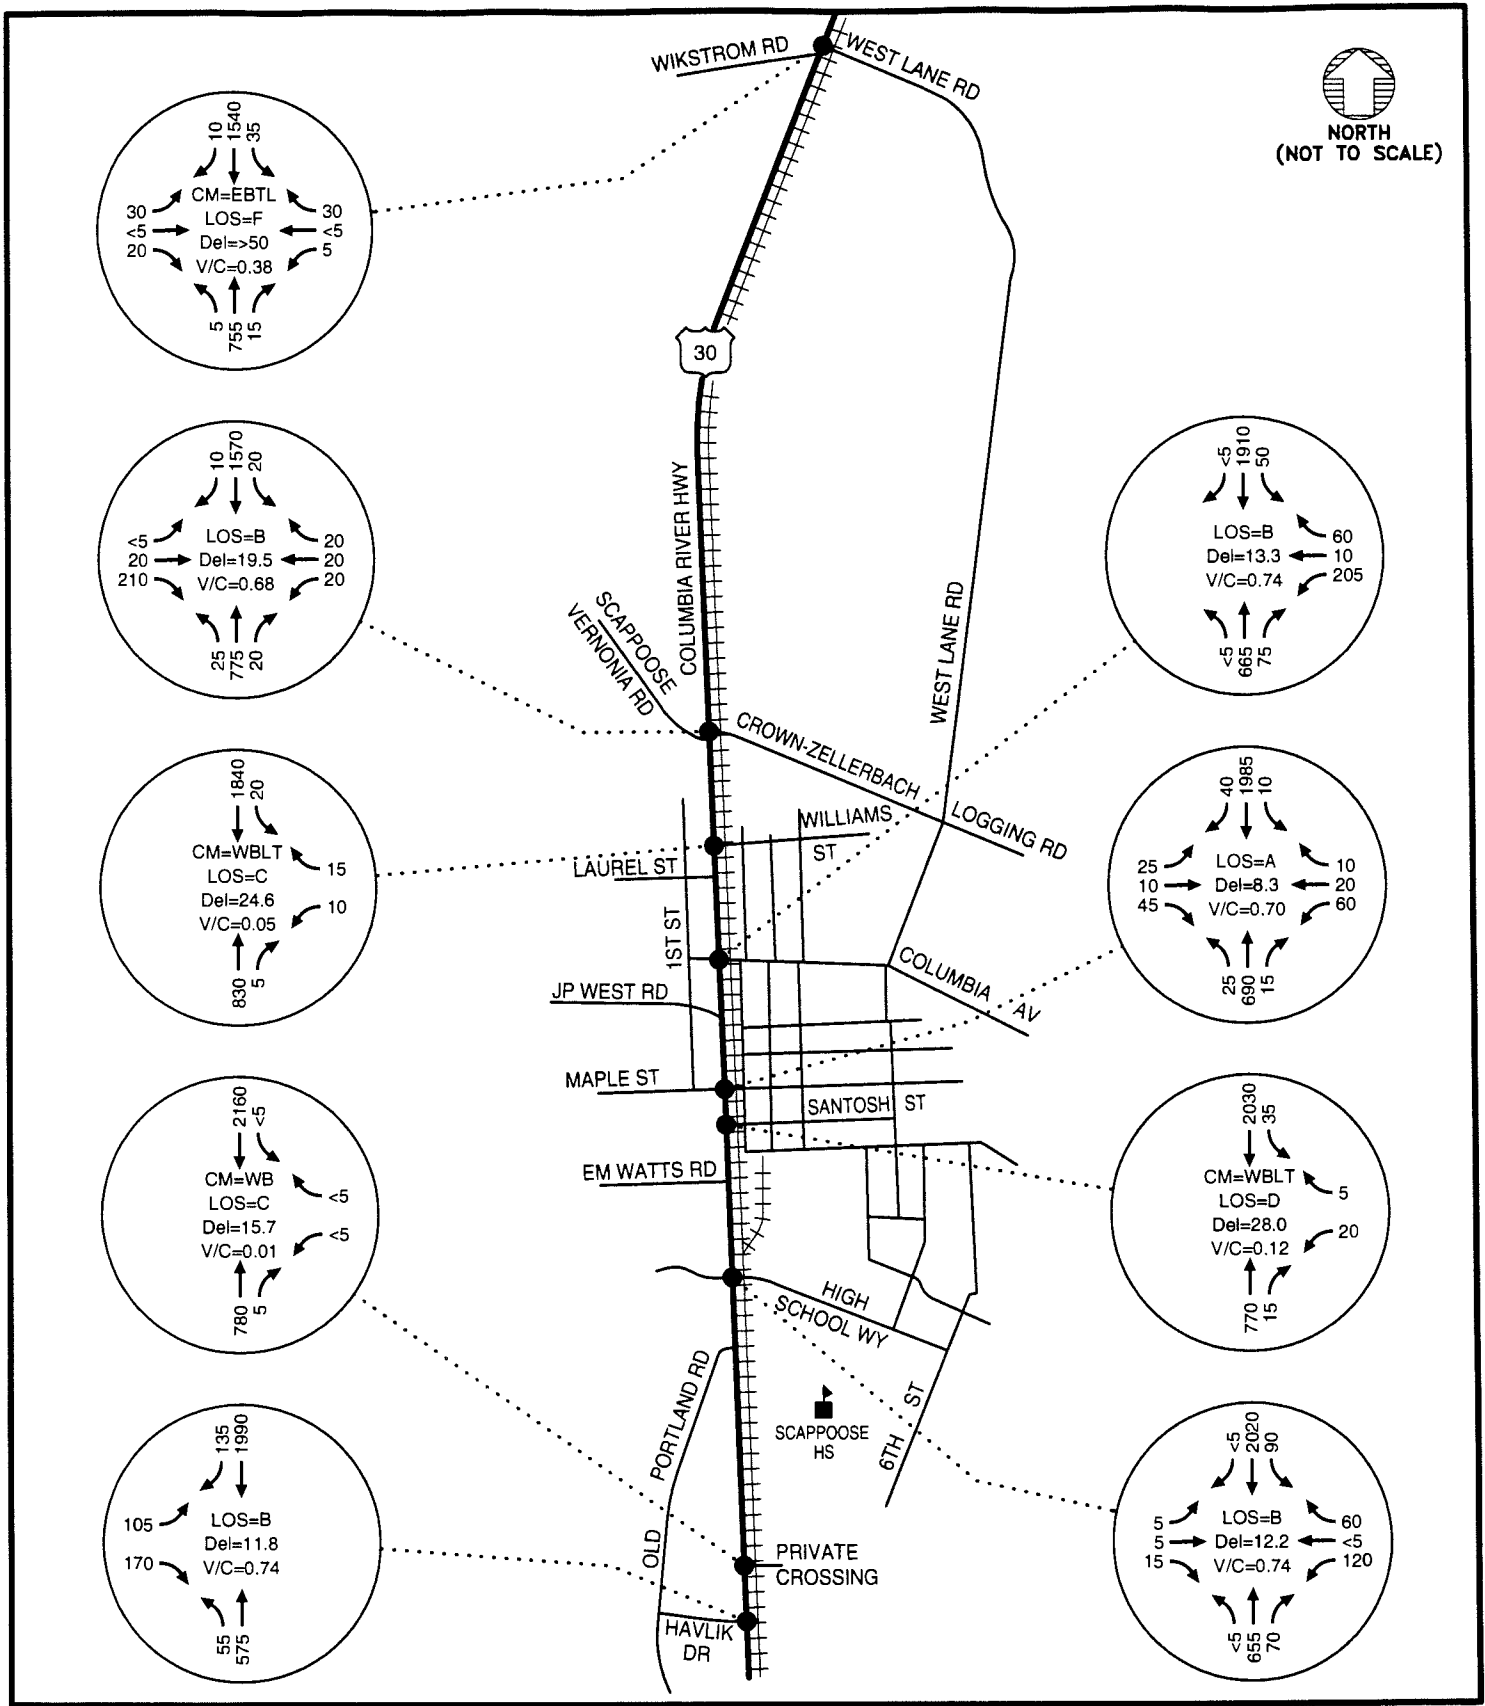 WIKSTROM RD
WEST LANE RD
NORTH
(NOT TO SCALE)
10 1540 35
CM=EBTL
30 LOS=F 30
<5 Del=>50 <5
20 V/C=0.38 5
5 755 15
30
COLUMBIA RIVER HWY
10 1570 20
<5 LOS=B 20
20 Del=19.5 20
210 V/C=0.68 20
25 775 20
<5 1910 50
LOS=B 60
Del=13.3 10
V/C=0.74 205
<5 665 75
SCAPPOOSE
VERNONIA RD
WEST LANE RD
CROWN-ZELLERBACH
LOGGING RD
1840 20
CM=WBLT
LOS=C 15
Del=24.6
V/C=0.05 10
830 5
WILLIAMS
ST
LAUREL ST
1ST ST
40 1985 10
25 LOS=A 10
10 Del=8.3 20
45 V/C=0.70 60
25 690 15
COLUMBIA
AV
JP WEST RD
MAPLE ST
SANTOSH ST
EM WATTS RD
2160 <5
CM=WB
LOS=C <5
Del=15.7
V/C=0.01 <5
780 5
2030 35
CM=WBLT
LOS=D 5
Del=28.0
V/C=0.12 20
770 15
HIGH
SCHOOL WY
OLD PORTLAND RD
SCAPPOOSE
HS
6TH ST
135 1990
105 LOS=B
Del=11.8
170 V/C=0.74
55 575
<5 2020 90
5 LOS=B 60
5 Del=12.2 <5
15 V/C=0.74 120
<5 655 70
PRIVATE
CROSSING
HAVLIK
DR